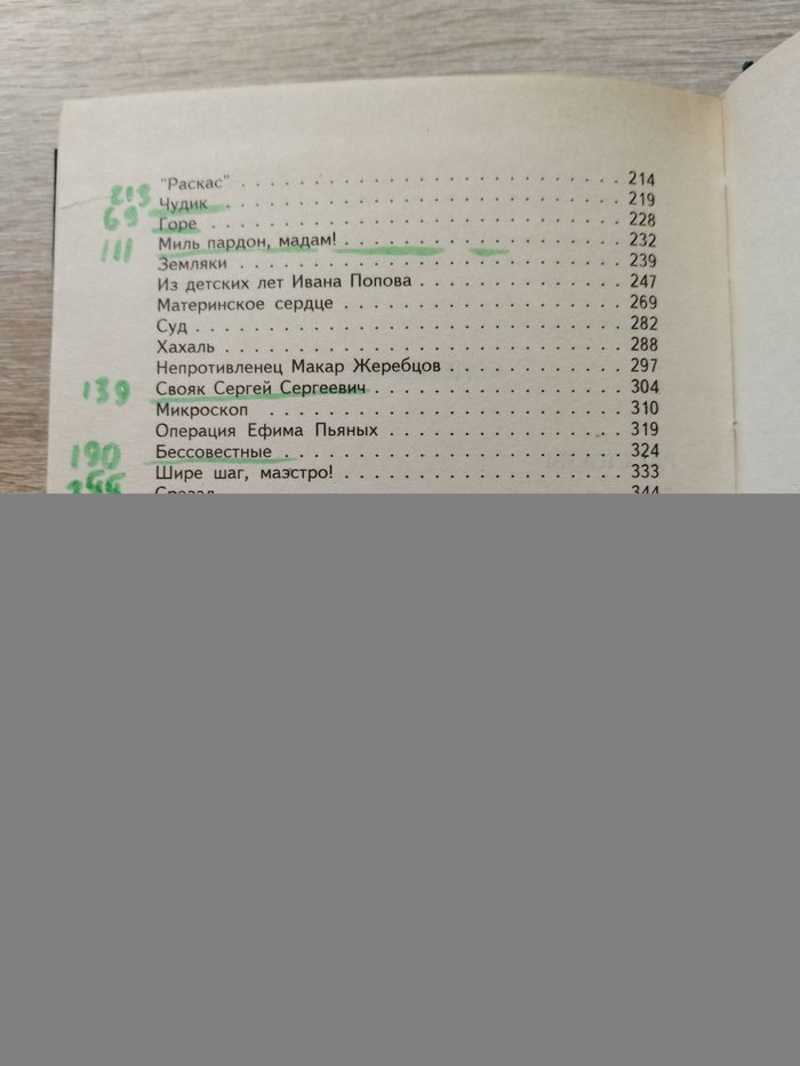 "Раскас" . . . . . . . . . . . . . . . . . . . . . 214
213 Чудик . . . . . . . . . . . . . . . . . . . . . . 219
69 Горе . . . . . . . . . . . . . . . . . . . . . . . 228
111 Миль пардон, мадам! . . . . . . . . . . . . . . . 232
Земляки . . . . . . . . . . . . . . . . . . . . . 239
Из детских лет Ивана Попова . . . . . . . . . . . 247
Материнское сердце . . . . . . . . . . . . . . . 269
Суд . . . . . . . . . . . . . . . . . . . . . . . 282
Хахаль . . . . . . . . . . . . . . . . . . . . . . 288
Непротивленец Макар Жеребцов . . . . . . . . . . 297
139 Свояк Сергей Сергеевич . . . . . . . . . . . . . . 304
Микроскоп . . . . . . . . . . . . . . . . . . . 310
Операция Ефима Пьяных . . . . . . . . . . . . . 319
190 Бессовестные . . . . . . . . . . . . . . . . . . 324
Шире шаг, маэстро! . . . . . . . . . . . . . . . 333